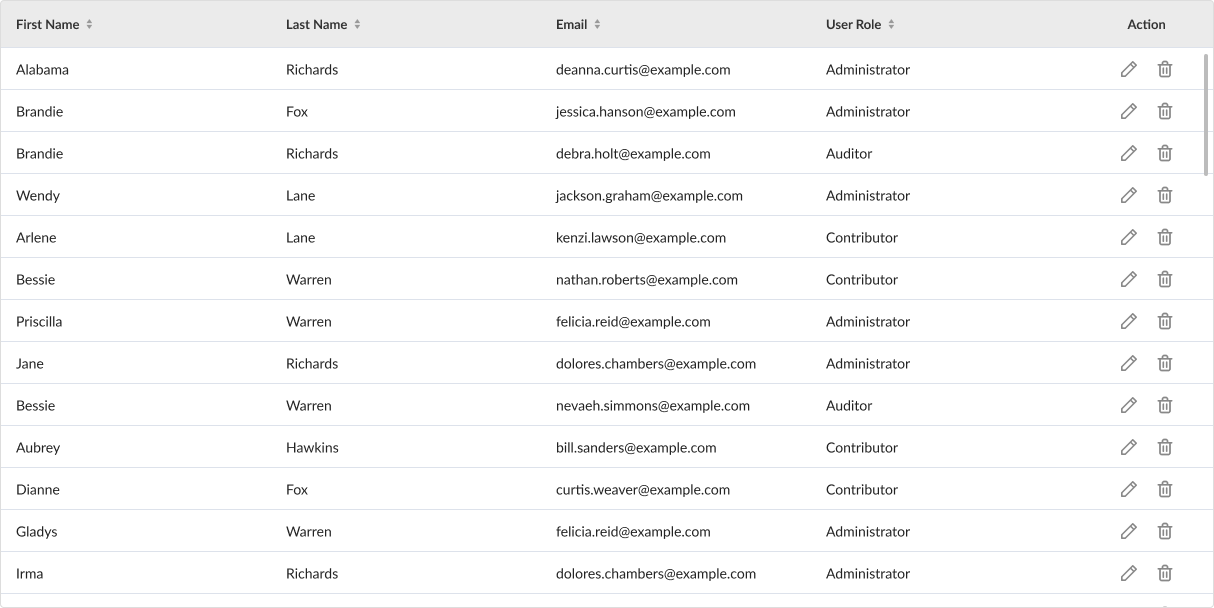 First Name Last Name Email User Role Action
Alabama Richards deanna.curtis@example.com Administrator
Brandie Fox jessica.hanson@example.com Administrator
Brandie Richards debra.holt@example.com Auditor
Wendy Lane jackson.graham@example.com Administrator
Arlene Lane kenzi.lawson@example.com Contributor
Bessie Warren nathan.roberts@example.com Contributor
Priscilla Warren felicia.reid@example.com Administrator
Jane Richards dolores.chambers@example.com Administrator
Bessie Warren nevaeh.simmons@example.com Auditor
Aubrey Hawkins bill.sanders@example.com Contributor
Dianne Fox curtis.weaver@example.com Contributor
Gladys Warren felicia.reid@example.com Administrator
Irma Richards dolores.chambers@example.com Administrator